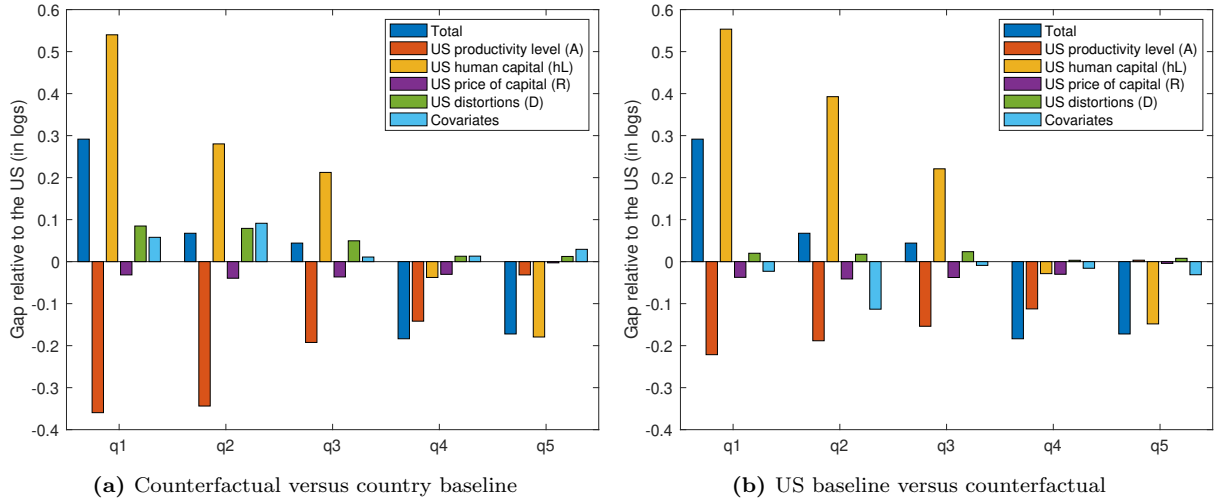 Gap relative to the US (in logs)
0.6
0.5
0.4
0.3
0.2
0.1
0
-0.1
-0.2
-0.3
-0.4
Total
US productivity level (A)
US human capital (hL)
US price of capital (R)
US distortions (D)
Covariates
q1 q2 q3 q4 q5
(a) Counterfactual versus country baseline
Gap relative to the US (in logs)
0.6
0.5
0.4
0.3
0.2
0.1
0
-0.1
-0.2
-0.3
-0.4
Total
US productivity level (A)
US human capital (hL)
US price of capital (R)
US distortions (D)
Covariates
q1 q2 q3 q4 q5
(b) US baseline versus counterfactual